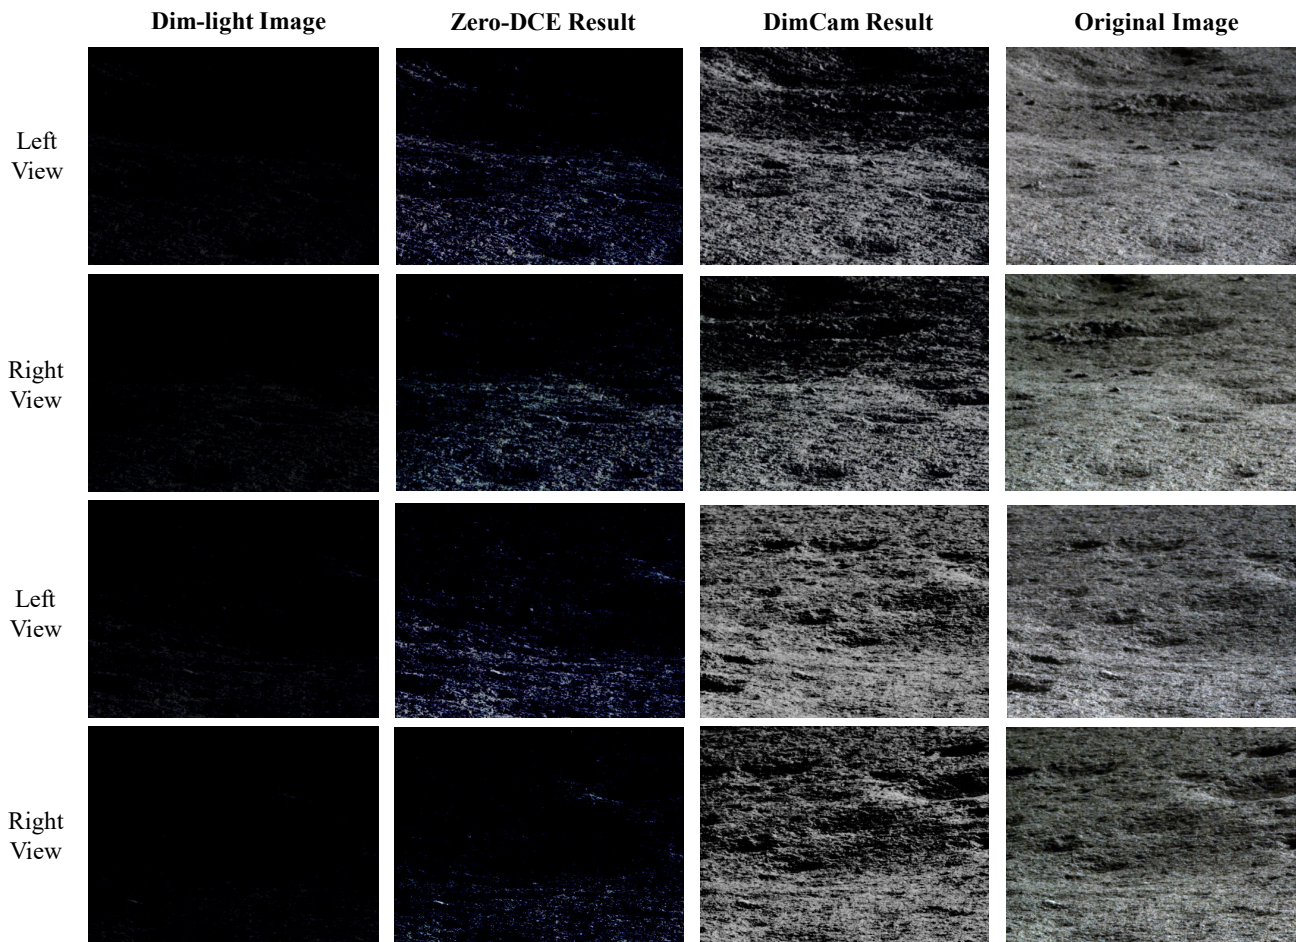 Dim-light Image
Zero-DCE Result
DimCam Result
Original Image
Left
View
Right
View
Left
View
Right
View